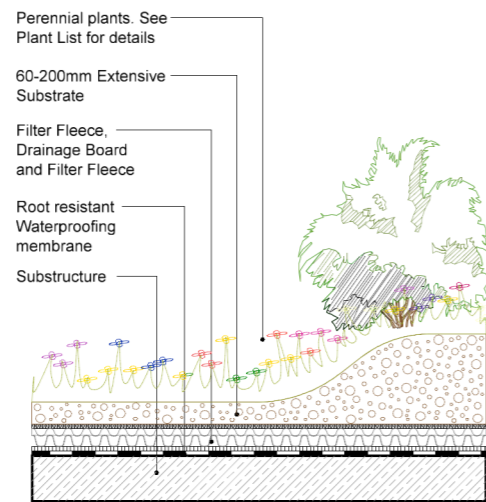 Perennial plants. See
Plant List for details
60-200mm Extensive
Substrate
Filter Fleece,
Drainage Board
and Filter Fleece
Root resistant
Waterproofing
membrane
Substructure